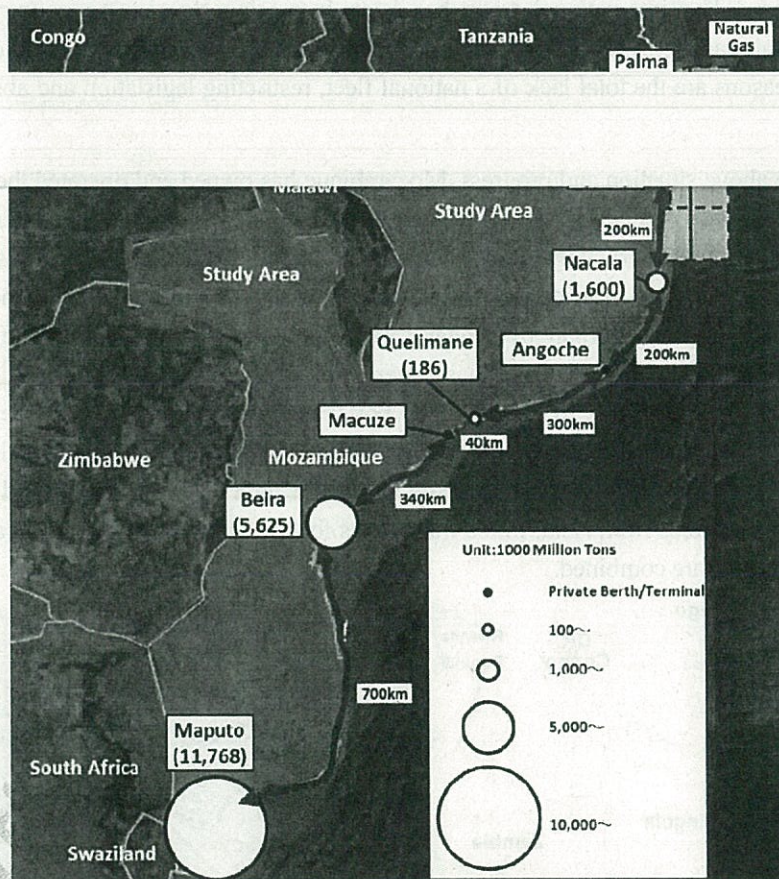 Congo
Tanzania
Natural
Gas
Palma
Malawi
Study Area
200km
Study Area
Nacala
(1,600)
Quelimane
(186)
Angoche
200km
Macuze
300km
40km
Zimbabwe
Mozambique
Beira
(5,625)
340km
Unit:1000 Million Tons
Private Berth/Terminal
100~
1,000~
700km
5,000~
Maputo
(11,768)
South Africa
10,000~
Swaziland